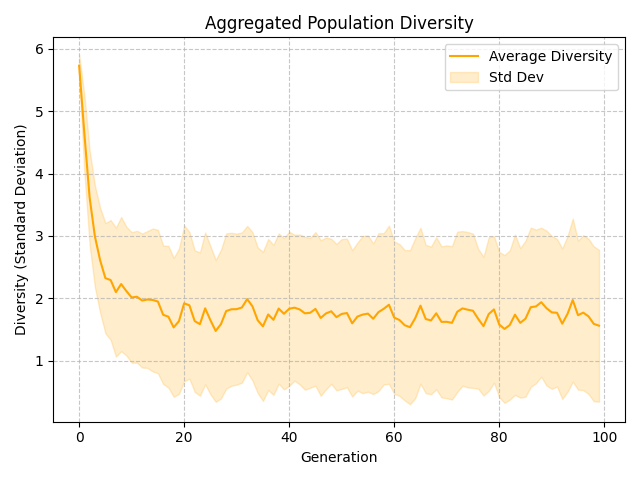 Aggregated Population Diversity
Average Diversity
Std Dev
Diversity (Standard Deviation)
6
5
4
3
2
1
0 20 40 60 80 100
Generation